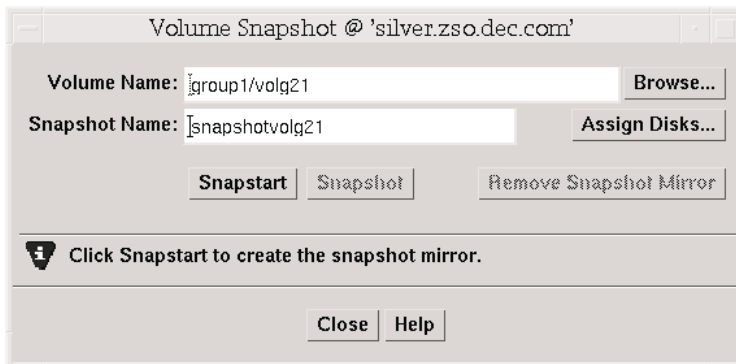 Volume Snapshot @ 'silver.zso.dec.com'
Volume Name: group1/volg21 Browse...
Snapshot Name: snapshotvolg21 Assign Disks...
Snapstart Snapshot Remove Snapshot Mirror
Click Snapstart to create the snapshot mirror.
Close Help